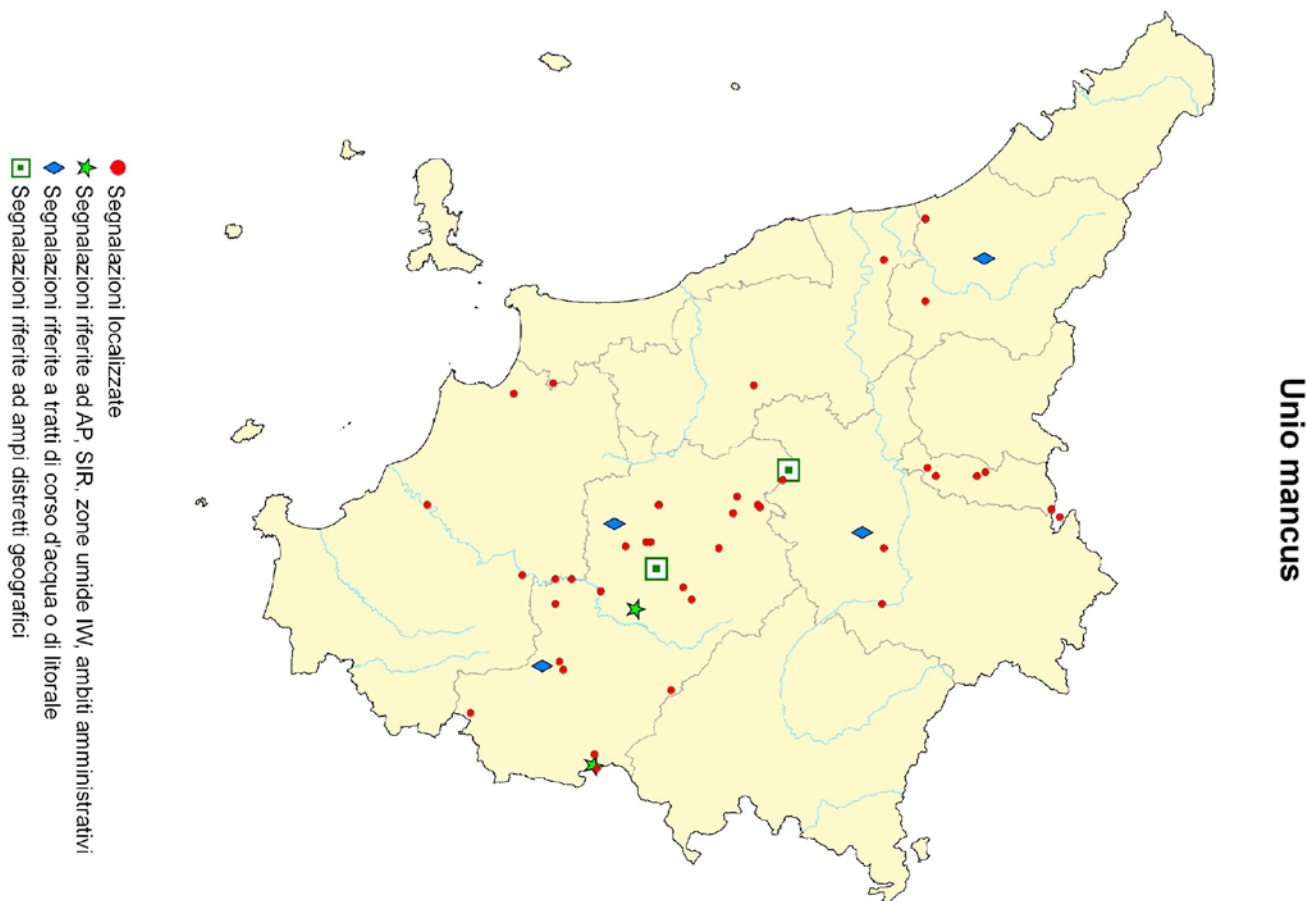 Unio mancus
Segnalazioni localizzate
Segnalazioni riferite ad AP, SIR, zone umide IW, ambiti amministrativi
Segnalazioni riferite a tratti di corso d'acqua o di litorale
Segnalazioni riferite ad ampi distretti geografici